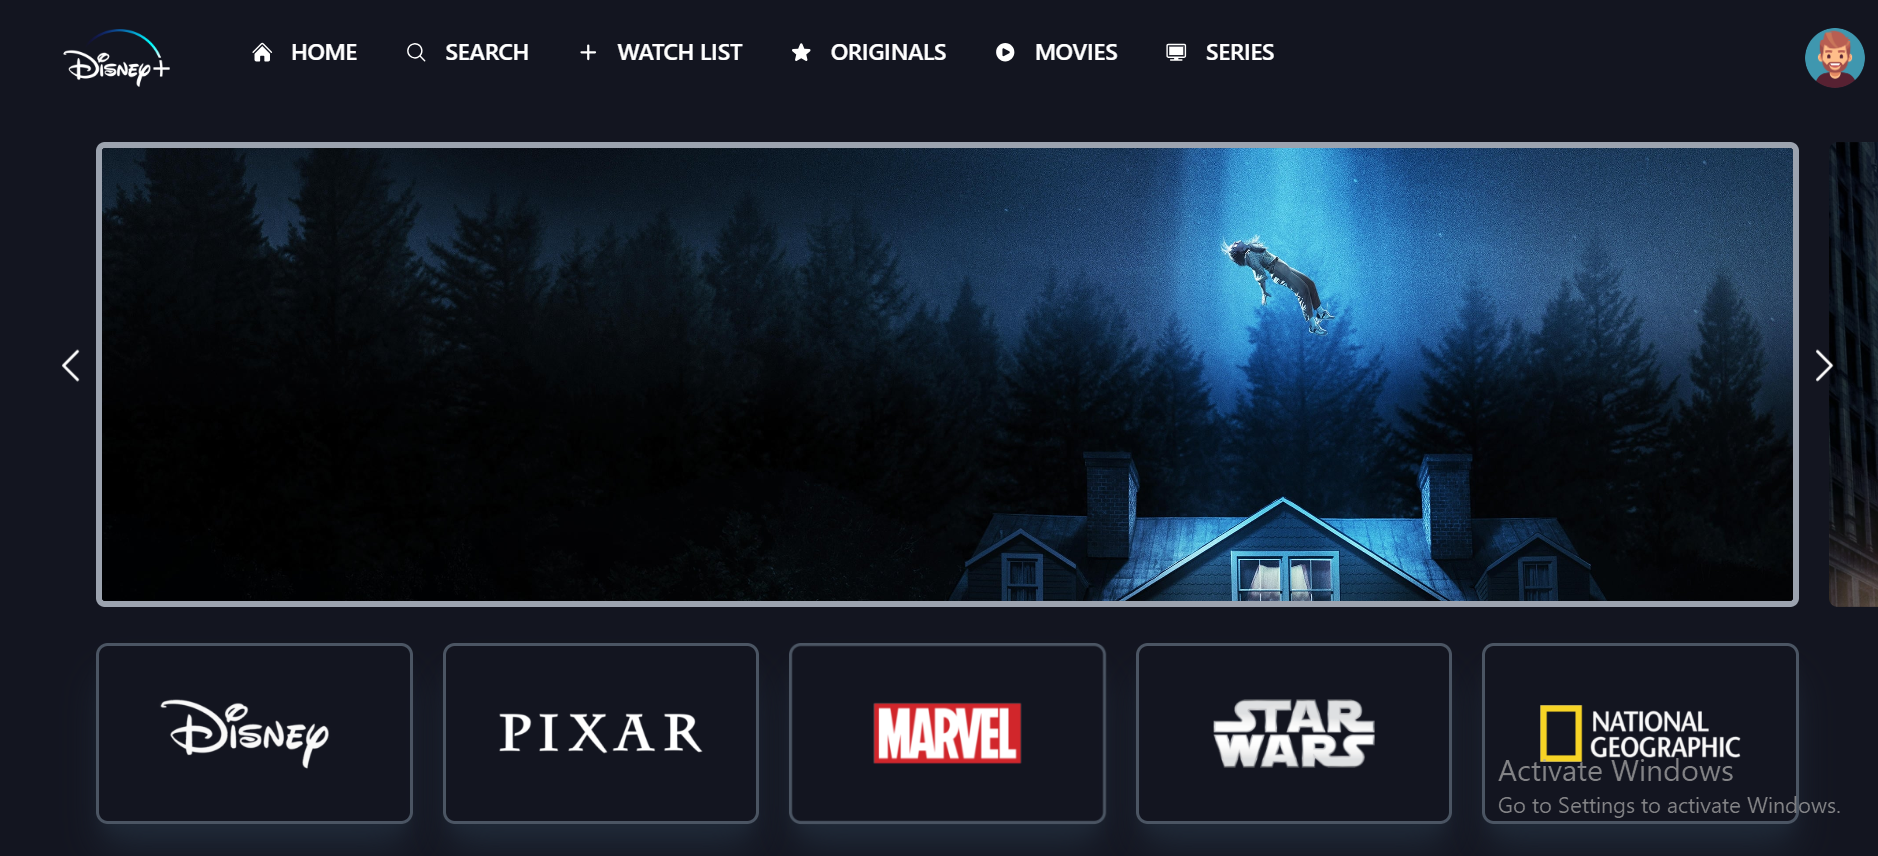 Disney+
HOME
SEARCH
WATCH LIST
ORIGINALS
MOVIES
SERIES
Disney
PIXAR
MARVEL
STAR
WARS
NATIONAL
GEOGRAPHIC
Activate Windows
Go to Settings to activate Windows.